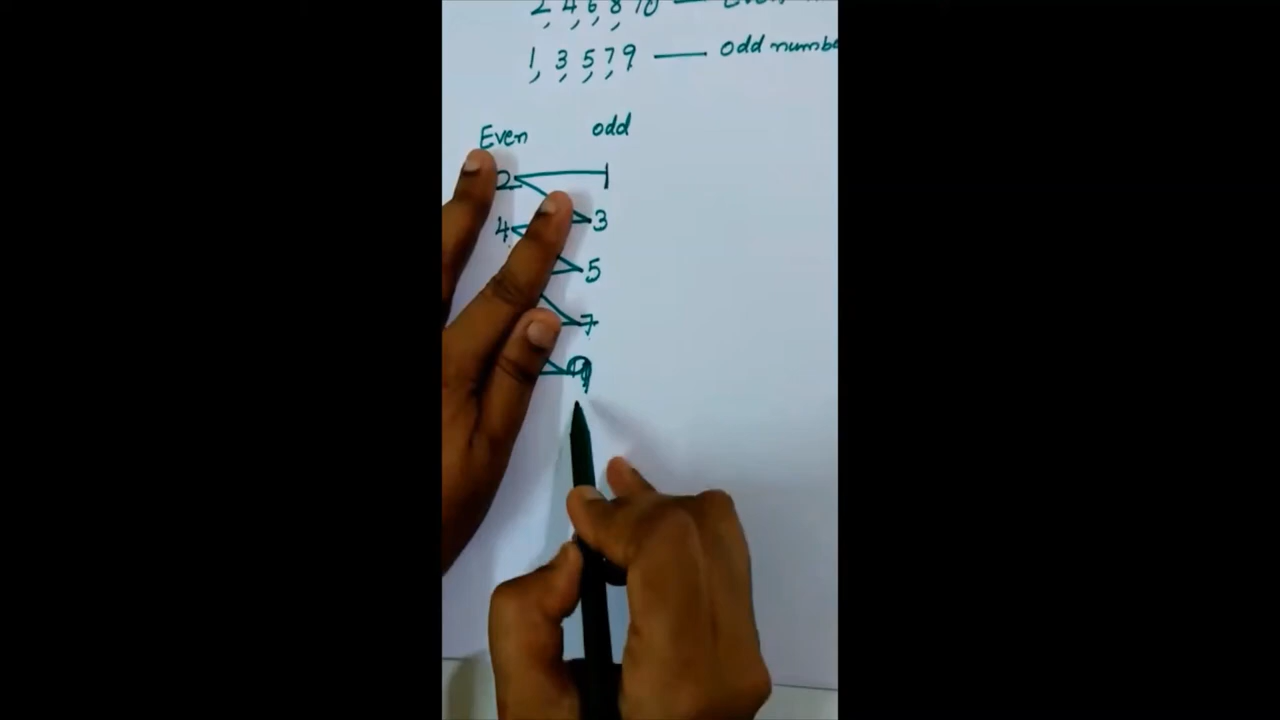 2, 4, 6, 8, 10 — Even
1, 3, 5, 7, 9 — odd
Even odd
2 1
4 3
5
7
9